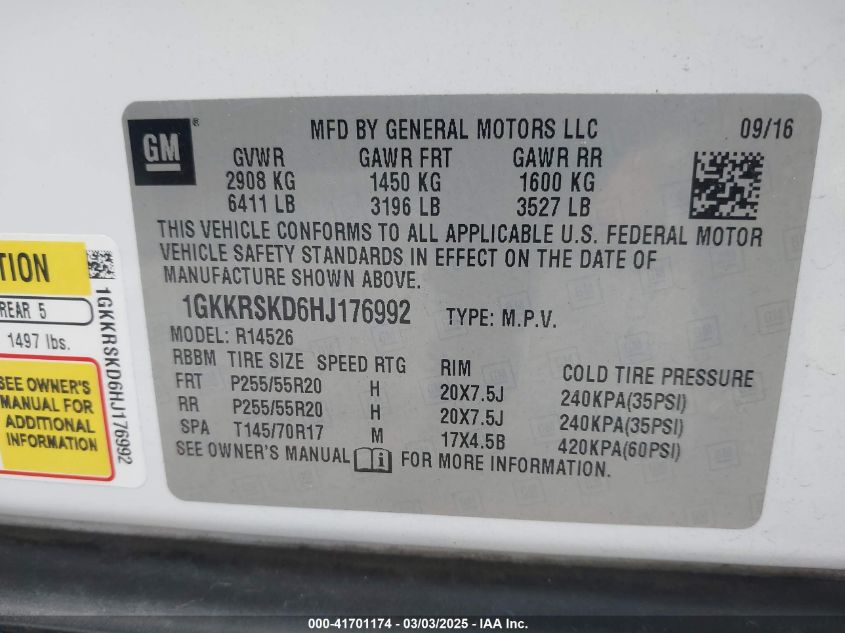 GM®
MFD BY GENERAL MOTORS LLC 09/16
GVWR GAWR FRT GAWR RR
2908 KG 1450 KG 1600 KG
6411 LB 3196 LB 3527 LB
THIS VEHICLE CONFORMS TO ALL APPLICABLE U.S. FEDERAL MOTOR
VEHICLE SAFETY STANDARDS IN EFFECT ON THE DATE OF
MANUFACTURE SHOWN ABOVE.
1GKKRSKD6HJ176992 TYPE: M.P.V.
MODEL: R14526
RBBM TIRE SIZE SPEED RTG RIM COLD TIRE PRESSURE
FRT P255/55R20 H 20X7.5J 240KPA(35PSI)
RR P255/55R20 H 20X7.5J 240KPA(35PSI)
SPA T145/70R17 M 17X4.5B 420KPA(60PSI)
SEE OWNER'S MANUAL i FOR MORE INFORMATION.
TION
REAR 5
1497 lbs.
SEE OWNER'S
MANUAL FOR
ADDITIONAL
INFORMATION
1GKKRSKD6HJ176992
000-41701174 - 03/03/2025 - IAA Inc.